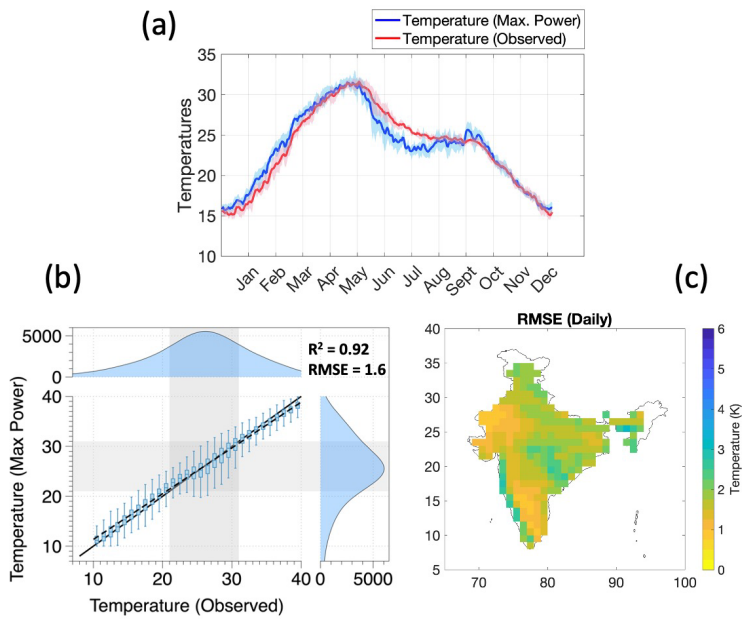 (a)
Temperature (Max. Power)
Temperature (Observed)
35
30
25
20
15
10
Temperatures
Jan Feb Mar Apr May Jun Jul Aug Sept Oct Nov Dec
(b)
5000
0
R² = 0.92
RMSE = 1.6
40
30
20
10
Temperature (Max Power)
10 20 30 40
0 5000
Temperature (Observed)
(c)
RMSE (Daily)
40
35
30
25
20
15
10
5
70 80 90 100
6
5
4
3
2
1
0
Temperature (K)